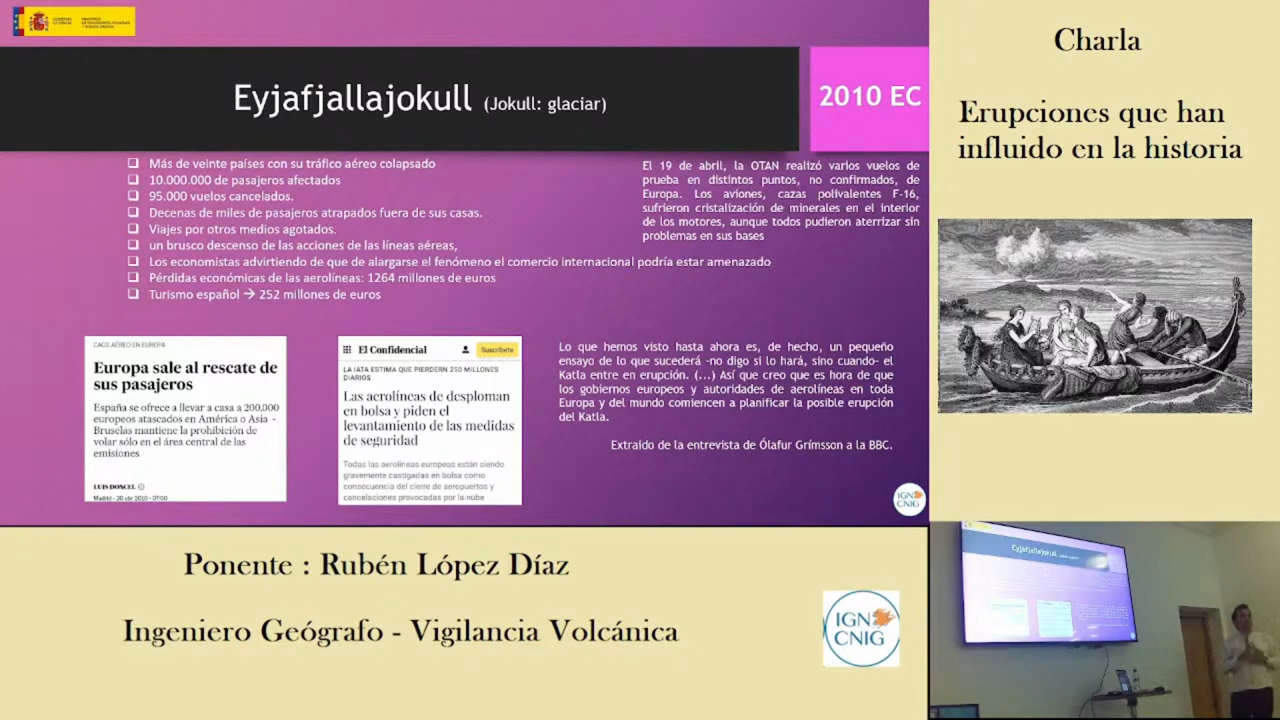 GOBIERNO
DE ESPAÑA
MINISTERIO
DE TRANSPORTES, MOVILIDAD
Y AGENDA URBANA
Eyjafjallajokull (Jokull: glaciar)
2010 EC
Más de veinte países con su tráfico aéreo colapsado
10.000.000 de pasajeros afectados
95.000 vuelos cancelados.
Decenas de miles de pasajeros atrapados fuera de sus casas.
Viajes por otros medios agotados.
un brusco descenso de las acciones de las líneas aéreas,
Los economistas advirtiendo de que de alargarse el fenómeno el comercio internacional podría estar amenazado
Pérdidas económicas de las aerolíneas: 1264 millones de euros
Turismo español → 252 millones de euros
El 19 de abril, la OTAN realizó varios vuelos de
prueba en distintos puntos, no confirmados, de
Europa. Los aviones, cazas polivalentes F-16,
sufrieron cristalización de minerales en el interior
de los motores, aunque todos pudieron aterrizar sin
problemas en sus bases
CAOS AÉREO EN EUROPA
Europa sale al rescate de
sus pasajeros
España se ofrece a llevar a casa a 200.000
europeos atascados en América o Asia -
Bruselas mantiene la prohibición de
volar sólo en el área central de las
emisiones
LUIS DONCEL
Madrid - 20 abr 2010 - 07:00
El Confidencial
Suscríbete
LA IATA ESTIMA QUE PIERDERN 250 MILLONES
DIARIOS
Las aerolíneas de desploman
en bolsa y piden el
levantamiento de las medidas
de seguridad
Todas las aerolíneas europeas están siendo
gravemente castigadas en bolsa como
consecuencia del cierre de aeropuertos y
cancelaciones provocadas por la nube
Lo que hemos visto hasta ahora es, de hecho, un pequeño
ensayo de lo que sucederá -no digo si lo hará, sino cuando- el
Katla entre en erupción. (...) Así que creo que es hora de que
los gobiernos europeos y autoridades de aerolíneas en toda
Europa y del mundo comiencen a planificar la posible erupción
del Katla.
Extraido de la entrevista de Ólafur Grímsson a la BBC.
IGN
CNIG
Charla
Erupciones que han
influido en la historia
Ponente : Rubén López Díaz
Ingeniero Geógrafo - Vigilancia Volcánica
IGN
CNIG
Eyjafjallajokull